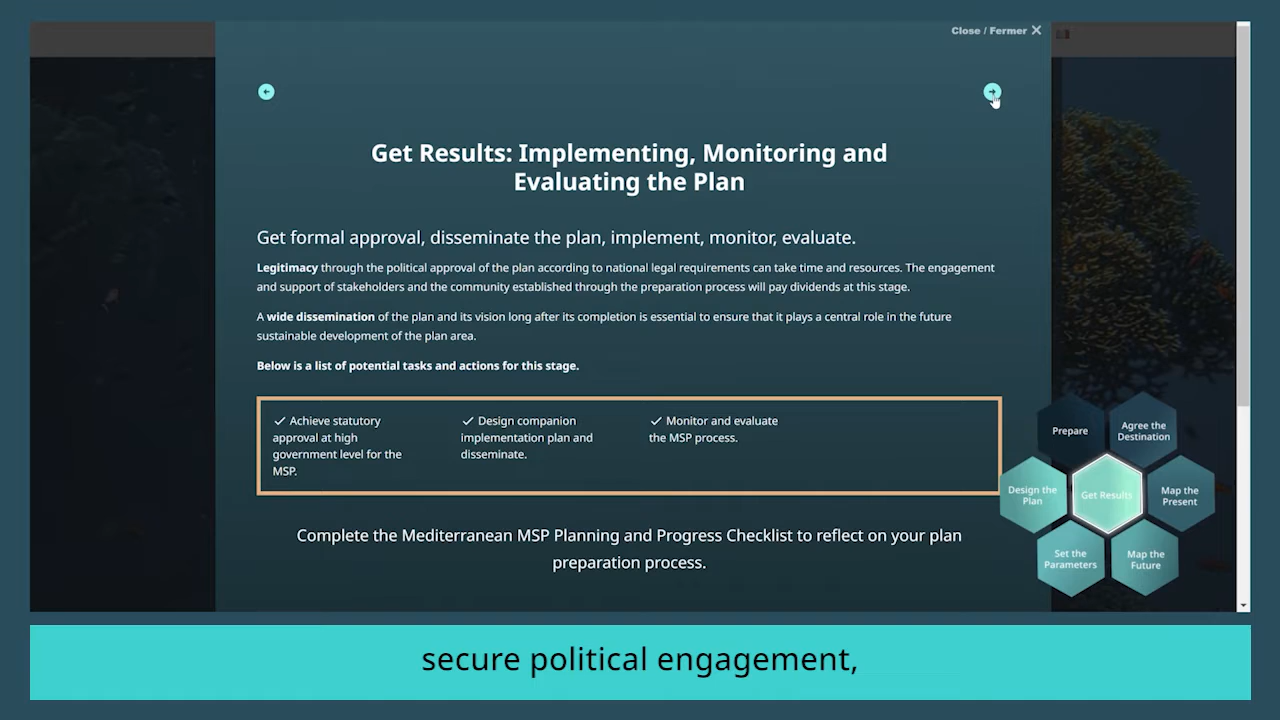 Close / Fermer ✕
Get Results: Implementing, Monitoring and
Evaluating the Plan
Get formal approval, disseminate the plan, implement, monitor, evaluate.
Legitimacy through the political approval of the plan according to national legal requirements can take time and resources. The engagement
and support of stakeholders and the community established through the preparation process will pay dividends at this stage.
A wide dissemination of the plan and its vision long after its completion is essential to ensure that it plays a central role in the future
sustainable development of the plan area.
Below is a list of potential tasks and actions for this stage.
✓ Achieve statutory
approval at high
government level for the
MSP.
✓ Design companion
implementation plan and
disseminate.
✓ Monitor and evaluate
the MSP process.
Complete the Mediterranean MSP Planning and Progress Checklist to reflect on your plan
preparation process.
Prepare
Agree the
Destination
Design the
Plan
Get Results
Map the
Present
Set the
Parameters
Map the
Future
secure political engagement,